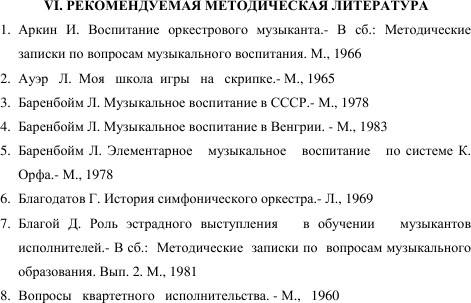 VI. РЕКОМЕНДУЕМАЯ МЕТОДИЧЕСКАЯ ЛИТЕРАТУРА
1. Аркин И. Воспитание оркестрового музыканта.- В сб.: Методические
записки по вопросам музыкального воспитания. М., 1966
2. Ауэр Л. Моя школа игры на скрипке.- М., 1965
3. Баренбойм Л. Музыкальное воспитание в СССР.- М., 1978
4. Баренбойм Л. Музыкальное воспитание в Венгрии. - М., 1983
5. Баренбойм Л. Элементарное музыкальное воспитание по системе К.
Орфа.- М., 1978
6. Благодатов Г. История симфонического оркестра.- Л., 1969
7. Благой Д. Роль эстрадного выступления в обучении музыкантов
исполнителей.- В сб.: Методические записки по вопросам музыкального
образования. Вып. 2. М., 1981
8. Вопросы квартетного исполнительства. - М., 1960